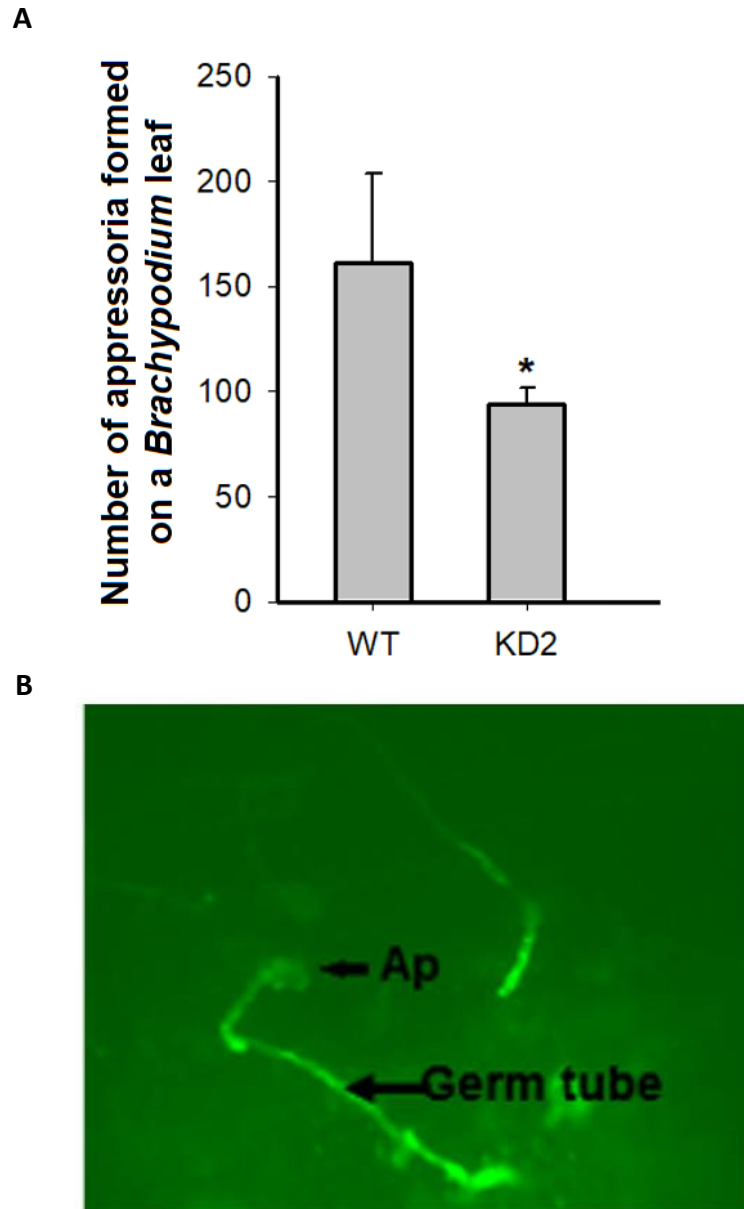 A
Number of appressoria formed
on a Brachypodium leaf
250
200
150
100
50
0
*
WT
KD2
B
Ap
Germ tube